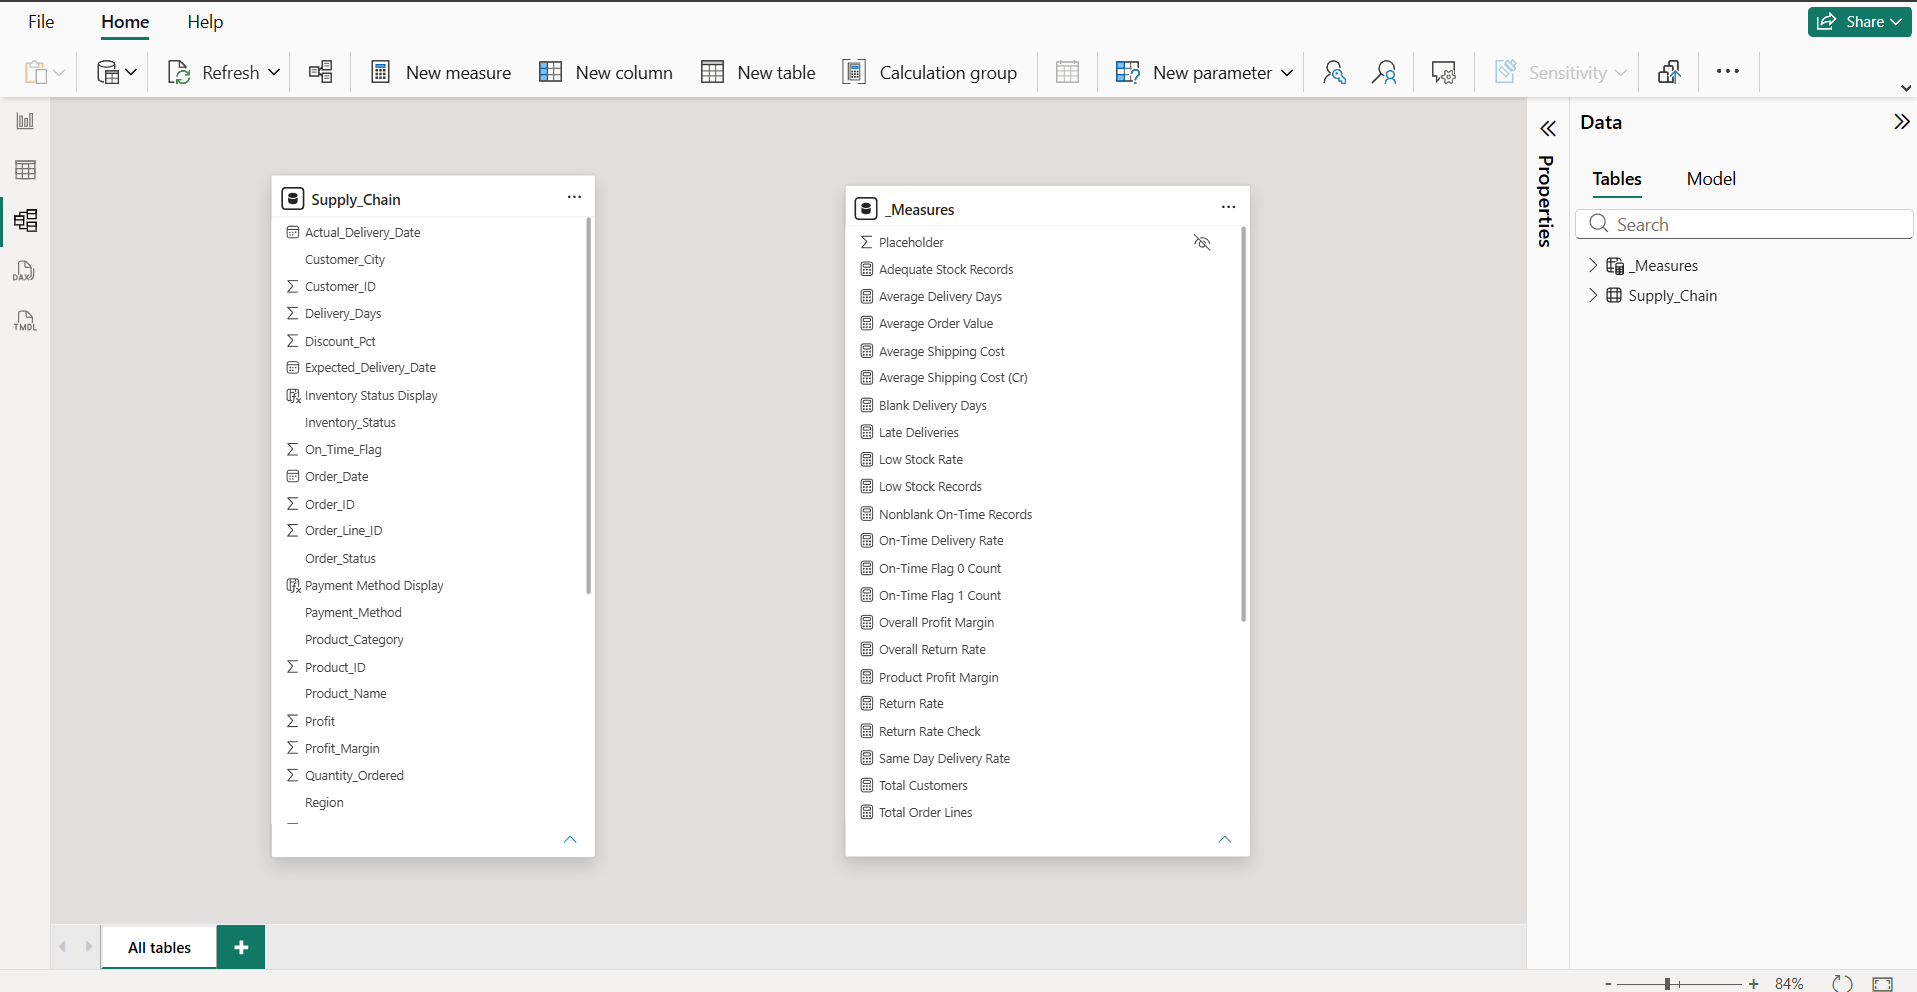 File Home Help
Share
Refresh New measure New column New table Calculation group New parameter Sensitivity
DAX
TMDL
Supply_Chain
Actual_Delivery_Date
Customer_City
Customer_ID
Delivery_Days
Discount_Pct
Expected_Delivery_Date
Inventory Status Display
Inventory_Status
On_Time_Flag
Order_Date
Order_ID
Order_Line_ID
Order_Status
Payment Method Display
Payment_Method
Product_Category
Product_ID
Product_Name
Profit
Profit_Margin
Quantity_Ordered
Region
_Measures
Placeholder
Adequate Stock Records
Average Delivery Days
Average Order Value
Average Shipping Cost
Average Shipping Cost (Cr)
Blank Delivery Days
Late Deliveries
Low Stock Rate
Low Stock Records
Nonblank On-Time Records
On-Time Delivery Rate
On-Time Flag 0 Count
On-Time Flag 1 Count
Overall Profit Margin
Overall Return Rate
Product Profit Margin
Return Rate
Return Rate Check
Same Day Delivery Rate
Total Customers
Total Order Lines
Properties
Data
Tables Model
Search
_Measures
Supply_Chain
All tables
84%